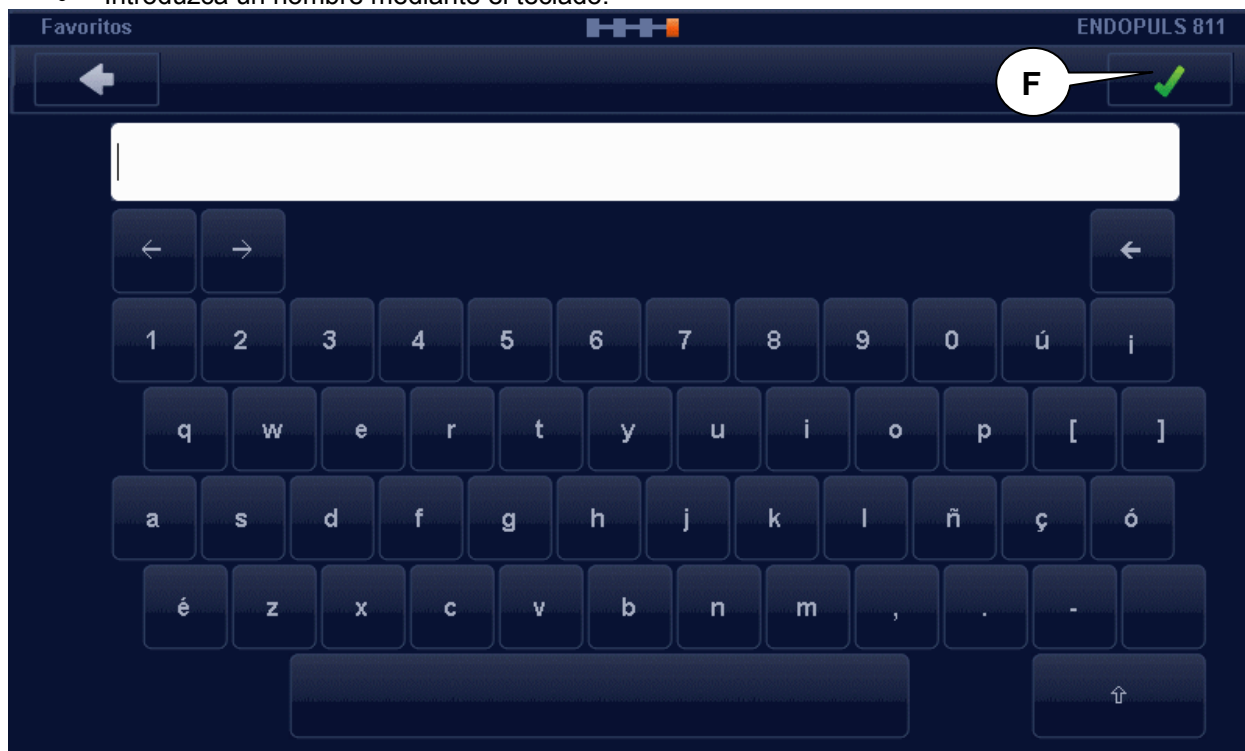 • Introduzca un nombre mediante el teclado.
Favoritos ENDOPULS 811
F
1 2 3 4 5 6 7 8 9 0 ú ¡
q w e r t y u i o p [ ]
a s d f g h j k l ñ ç ó
é z x c v b n m , . -